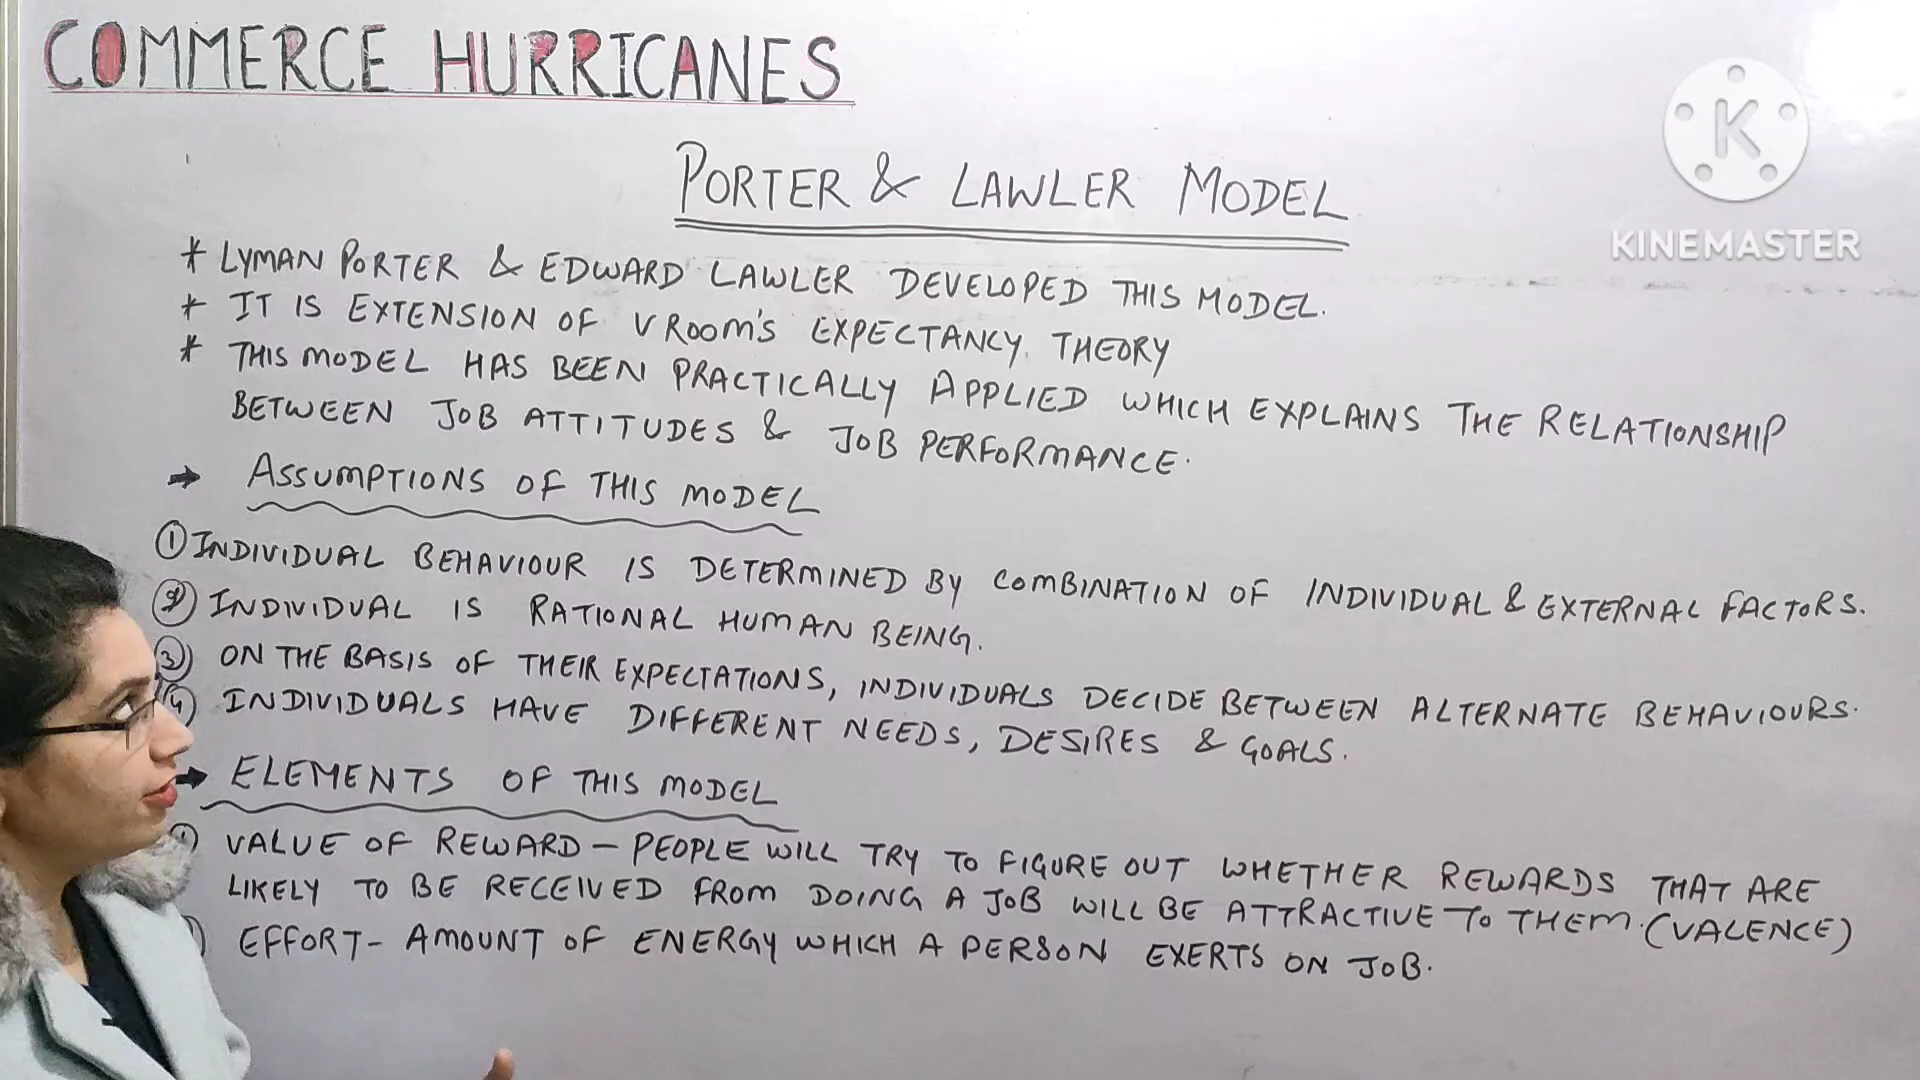 COMMERCE HURRICANES
K
KINEMASTER
PORTER & LAWLER MODEL
* LYMAN PORTER & EDWARD LAWLER DEVELOPED THIS MODEL.
* IT IS EXTENSION OF VROOM'S EXPECTANCY THEORY
* THIS MODEL HAS BEEN PRACTICALLY APPLIED WHICH EXPLAINS THE RELATIONSHIP
BETWEEN JOB ATTITUDES & JOB PERFORMANCE.
→ ASSUMPTIONS OF THIS MODEL
① INDIVIDUAL BEHAVIOUR IS DETERMINED BY COMBINATION OF INDIVIDUAL & EXTERNAL FACTORS.
② INDIVIDUAL IS RATIONAL HUMAN BEING.
③ ON THE BASIS OF THEIR EXPECTATIONS, INDIVIDUALS DECIDE BETWEEN ALTERNATE BEHAVIOURS.
④ INDIVIDUALS HAVE DIFFERENT NEEDS, DESIRES & GOALS.
→ ELEMENTS OF THIS MODEL
① VALUE OF REWARD - PEOPLE WILL TRY TO FIGURE OUT WHETHER REWARDS THAT ARE
LIKELY TO BE RECEIVED FROM DOING A JOB WILL BE ATTRACTIVE TO THEM. (VALENCE)
EFFORT - AMOUNT OF ENERGY WHICH A PERSON EXERTS ON JOB.